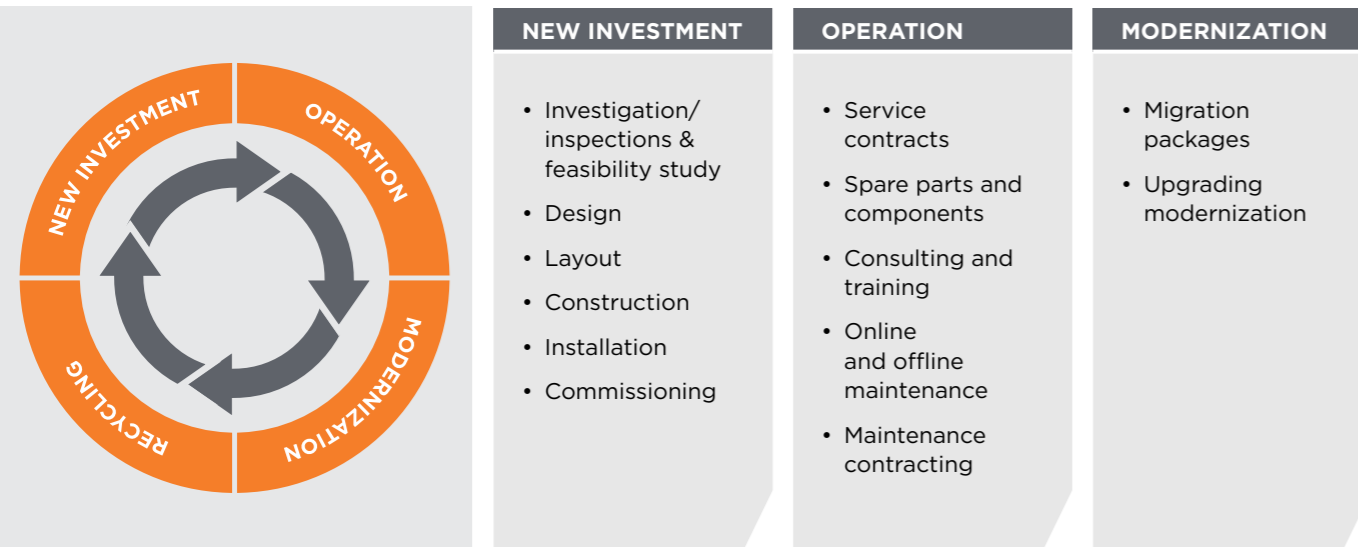 NEW INVESTMENT
OPERATION
MODERNIZATION
RECYCLING
NEW INVESTMENT
• Investigation/
inspections &
feasibility study
• Design
• Layout
• Construction
• Installation
• Commissioning
OPERATION
• Service
contracts
• Spare parts and
components
• Consulting and
training
• Online
and offline
maintenance
• Maintenance
contracting
MODERNIZATION
• Migration
packages
• Upgrading
modernization